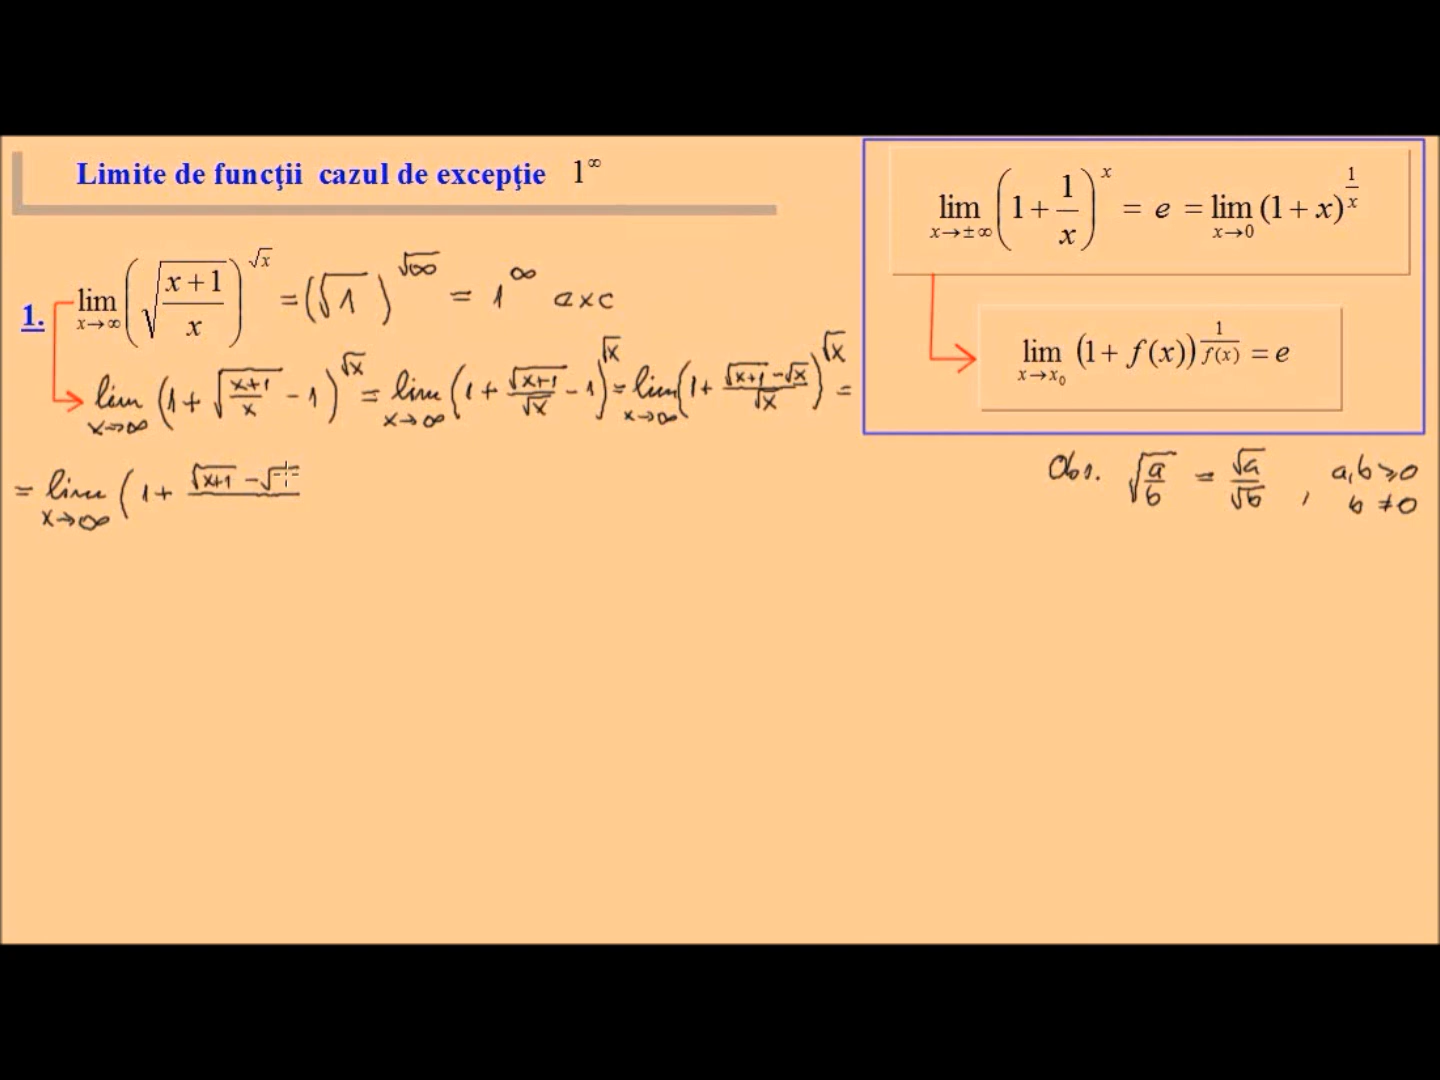 Limite de funcţii cazul de excepţie 1^∞
lim_{x→±∞} (1 + 1/x)^x = e = lim_{x→0} (1 + x)^{1/x}
lim_{x→x₀} (1 + f(x))^{1/f(x)} = e
1. lim_{x→∞} (√((x+1)/x))^{√x} = (√1)^{√∞} = 1^∞ exc
lim_{x→∞} (1 + √((x+1)/x) - 1)^{√x} = lim_{x→∞} (1 + √(x+1)/√x - 1)^{√x} = lim_{x→∞} (1 + (√(x+1) - √x)/√x)^{√x} =
= lim_{x→∞} (1 + √(x+1) - √
Obs. √(a/b) = √a/√b , a,b ≥ 0
b ≠ 0